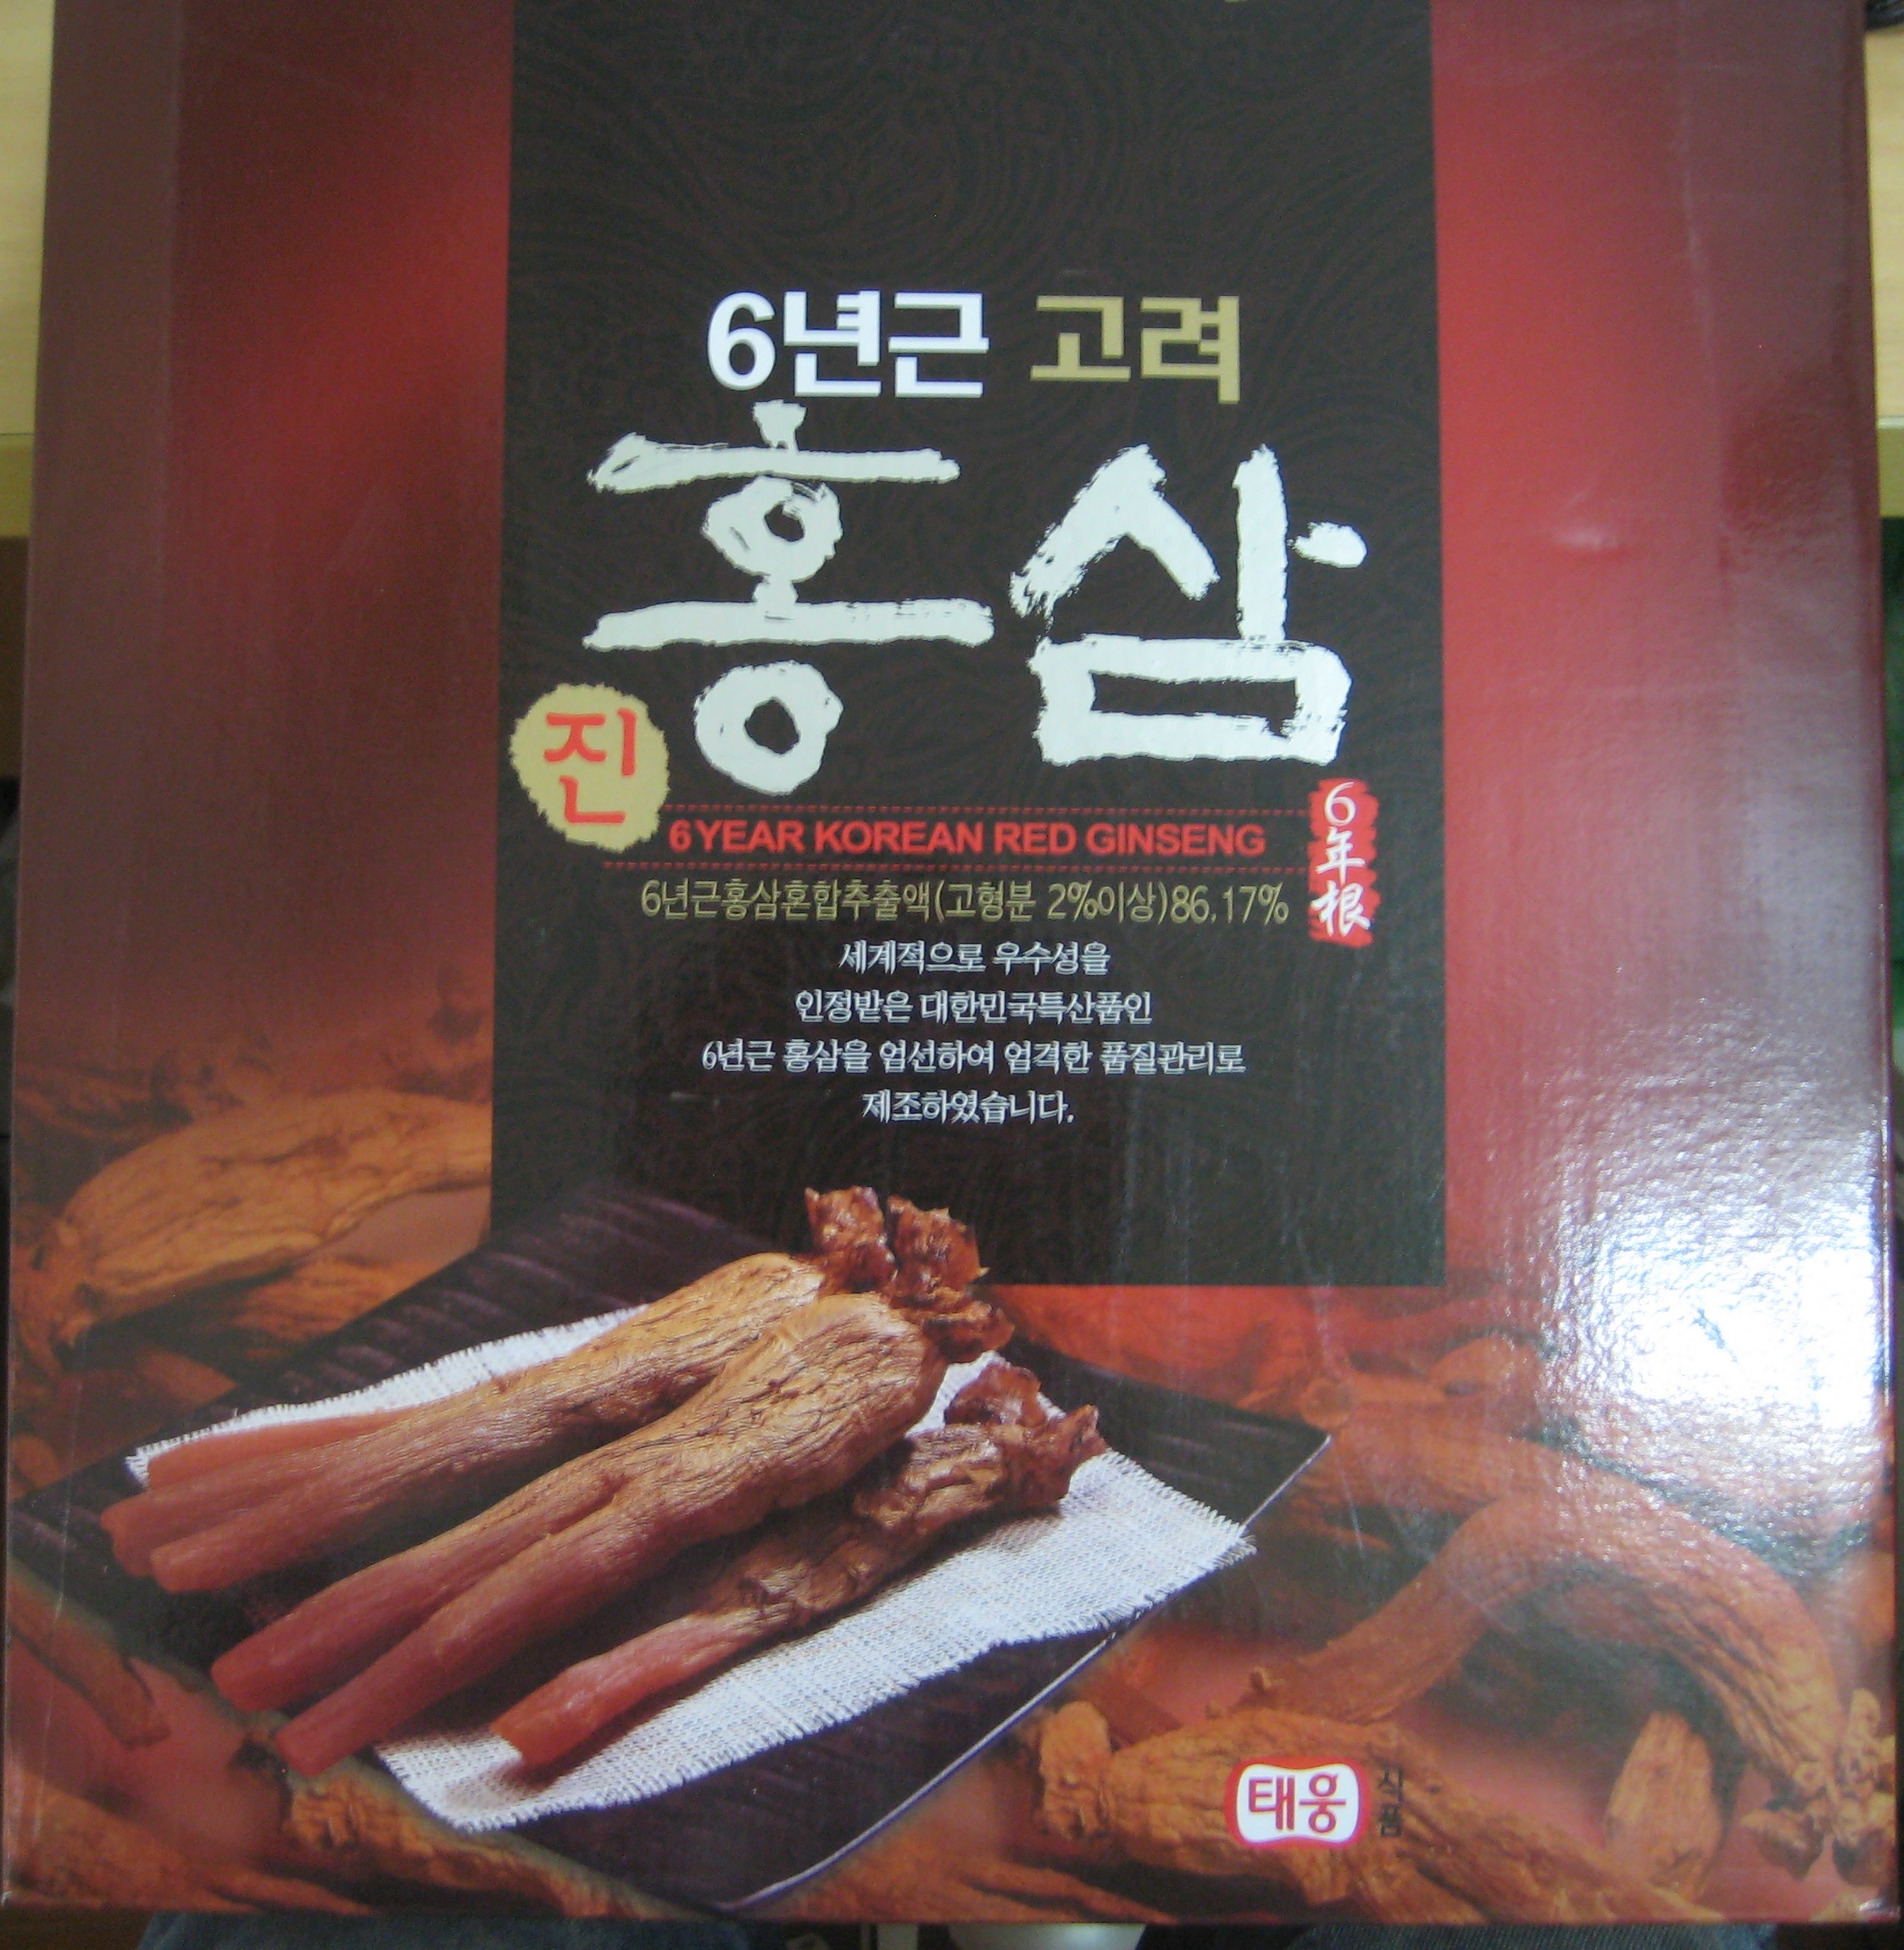 6년근 고려
홍삼
진
6 YEAR KOREAN RED GINSENG
6年根
6년근홍삼혼합추출액(고형분 2%이상)86.17%
세계적으로 우수성을
인정받은 대한민국특산품인
6년근 홍삼을 엄선하여 엄격한 품질관리로
제조하였습니다.
태웅
식품